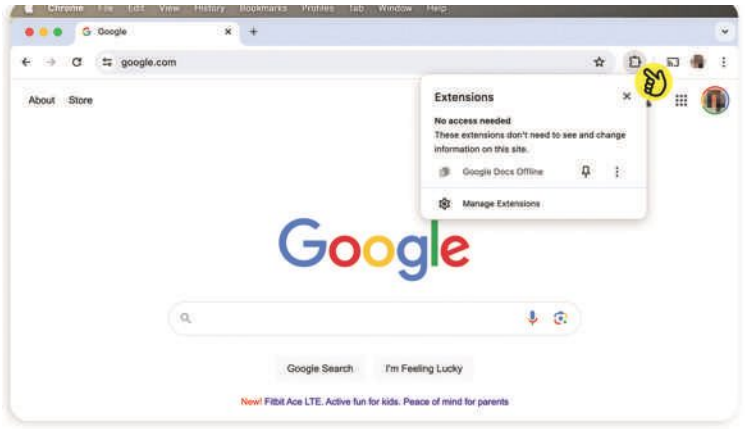 Chrome File Edit View History Bookmarks Profiles Tab Window Help
Google
google.com
About Store
Extensions
No access needed
These extensions don't need to see and change
information on this site.
Google Docs Offline
Manage Extensions
Google
Google Search I'm Feeling Lucky
New! Fitbit Ace LTE. Active fun for kids. Peace of mind for parents